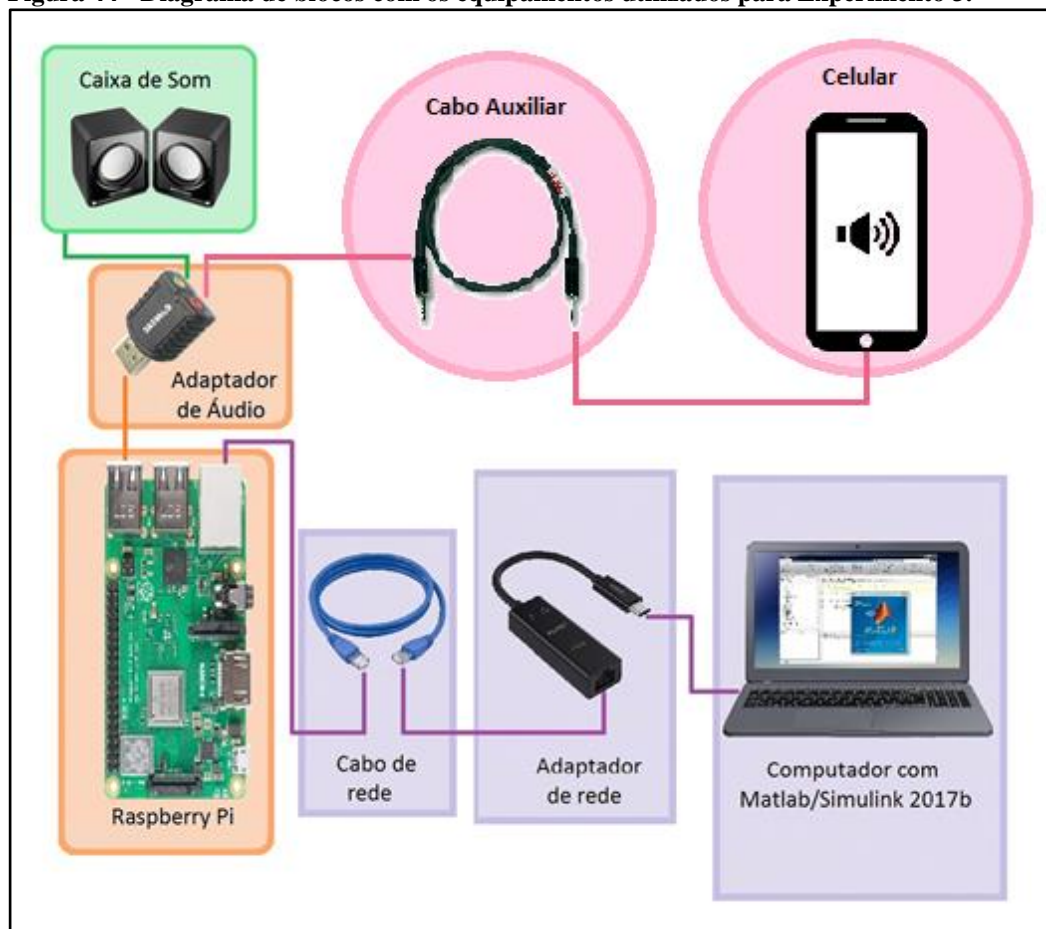 Caixa de Som
Cabo Auxiliar
Celular
Adaptador
de Áudio
Raspberry Pi
Cabo de
rede
Adaptador
de rede
Computador com
Matlab/Simulink 2017b